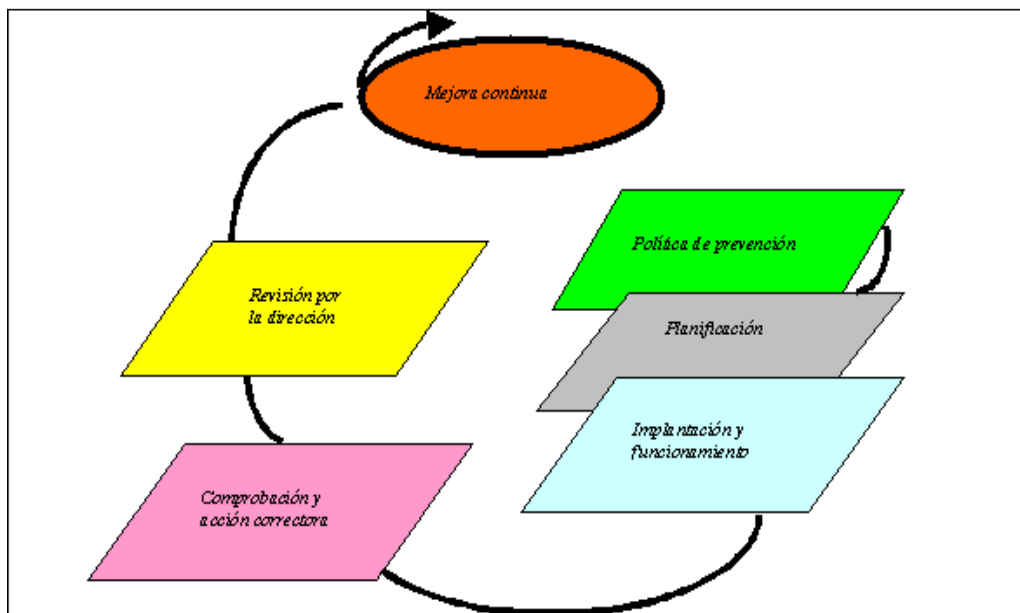 Mejora continua
Política de prevención
Planificación
Implantación y
funcionamiento
Comprobación y
acción correctora
Revisión por
la dirección